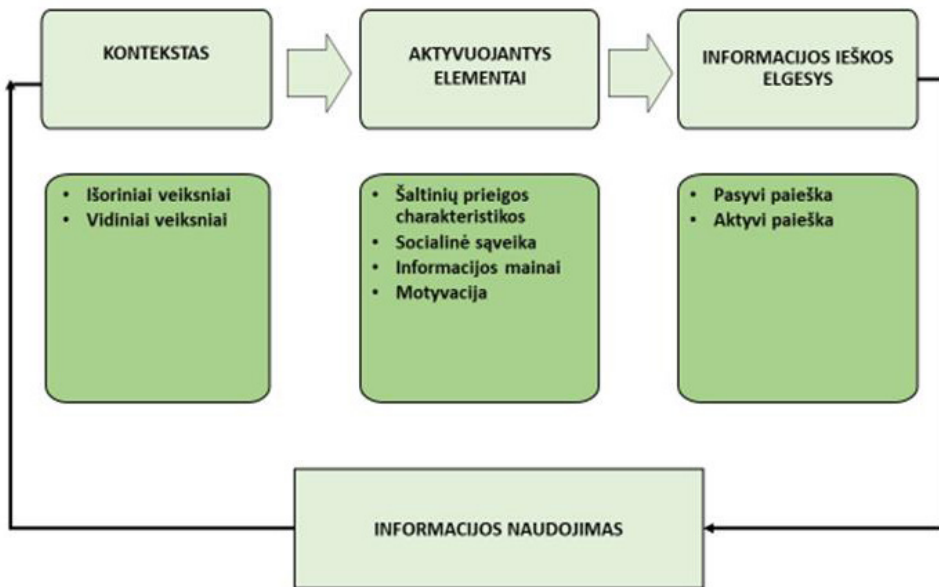 KONTEKSTAS
AKTYVUOJANTYS
ELEMENTAI
INFORMACIJOS IEŠKOS
ELGESYS
• Išoriniai veiksniai
• Vidiniai veiksniai
• Šaltinių prieigos
charakteristikos
• Socialinė sąveika
• Informacijos mainai
• Motyvacija
• Pasyvi paieška
• Aktyvi paieška
INFORMACIJOS NAUDOJIMAS